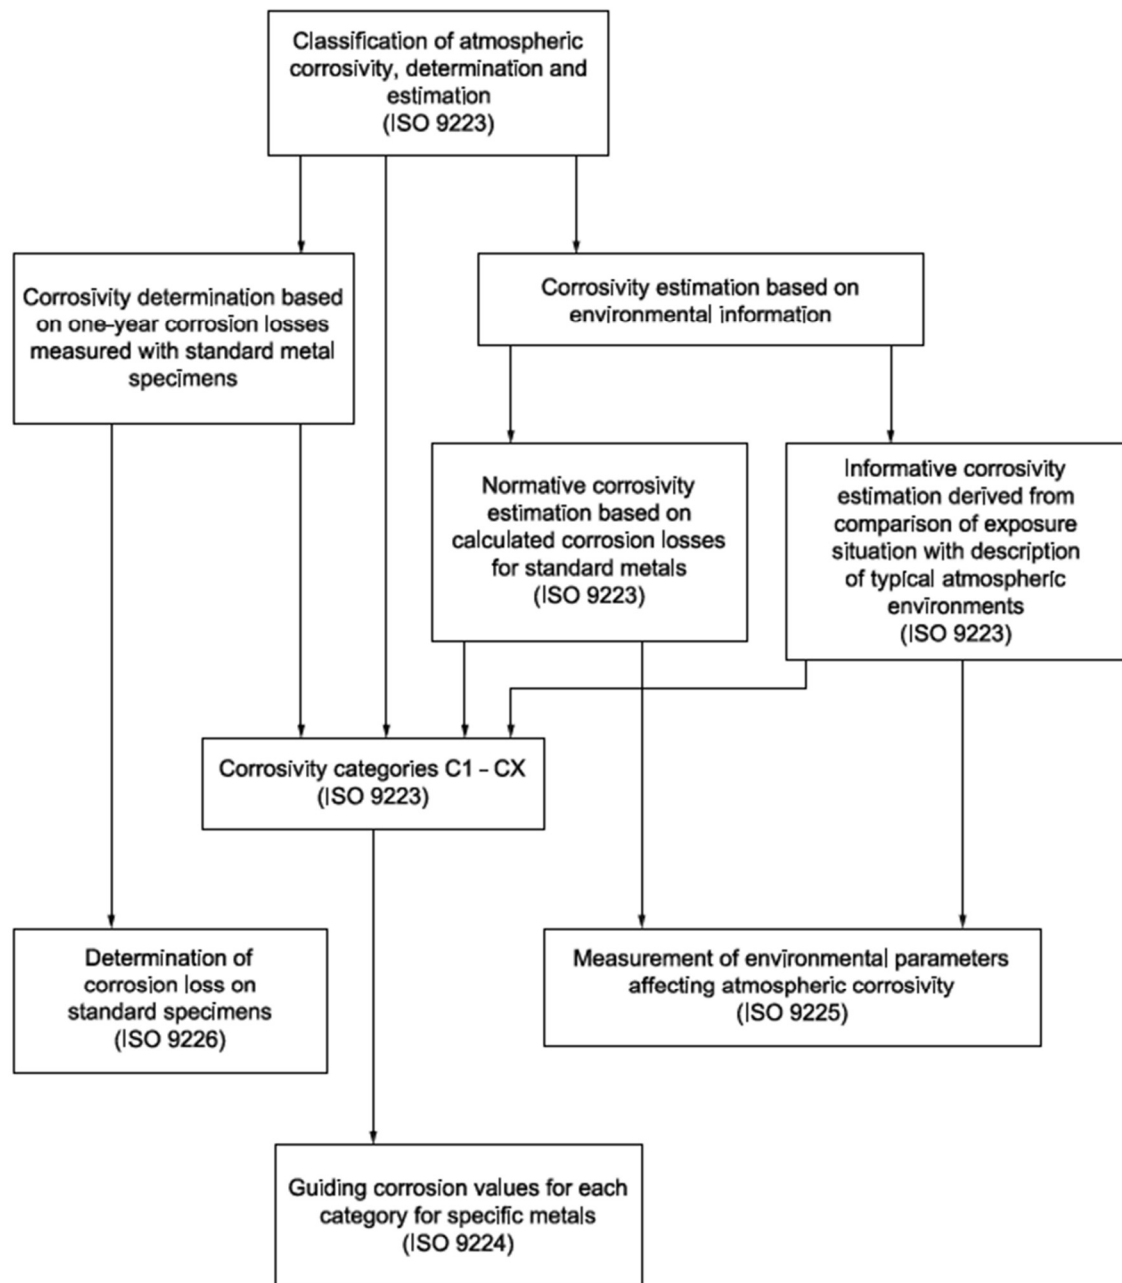 Classification of atmospheric
corrosivity, determination and
estimation
(ISO 9223)
Corrosivity determination based
on one-year corrosion losses
measured with standard metal
specimens
Corrosivity estimation based on
environmental information
Normative corrosivity
estimation based on
calculated corrosion losses
for standard metals
(ISO 9223)
Informative corrosivity
estimation derived from
comparison of exposure
situation with description
of typical atmospheric
environments
(ISO 9223)
Corrosivity categories C1 – CX
(ISO 9223)
Determination of
corrosion loss on
standard specimens
(ISO 9226)
Measurement of environmental parameters
affecting atmospheric corrosivity
(ISO 9225)
Guiding corrosion values for each
category for specific metals
(ISO 9224)